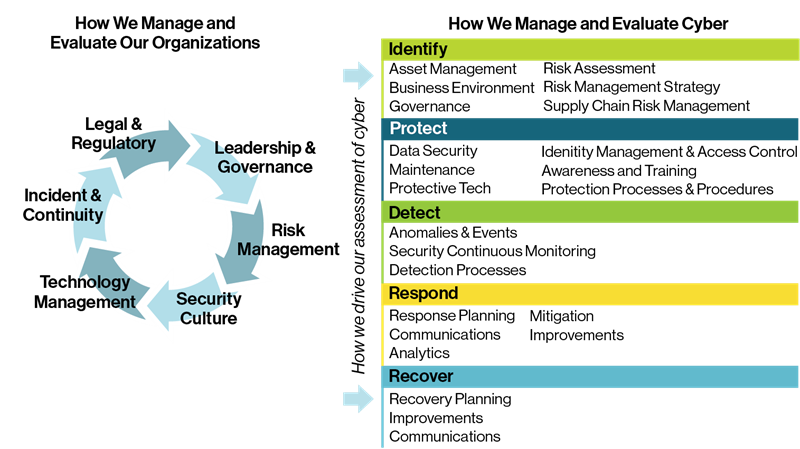 How We Manage and
Evaluate Our Organizations
Legal &
Regulatory
Leadership &
Governance
Risk
Management
Security
Culture
Technology
Management
Incident &
Continuity
How we drive our assessment of cyber
How We Manage and Evaluate Cyber
Identify
Asset Management
Business Environment
Governance
Risk Assessment
Risk Management Strategy
Supply Chain Risk Management
Protect
Data Security
Maintenance
Protective Tech
Idenitity Management & Access Control
Awareness and Training
Protection Processes & Procedures
Detect
Anomalies & Events
Security Continuous Monitoring
Detection Processes
Respond
Response Planning
Communications
Analytics
Mitigation
Improvements
Recover
Recovery Planning
Improvements
Communications